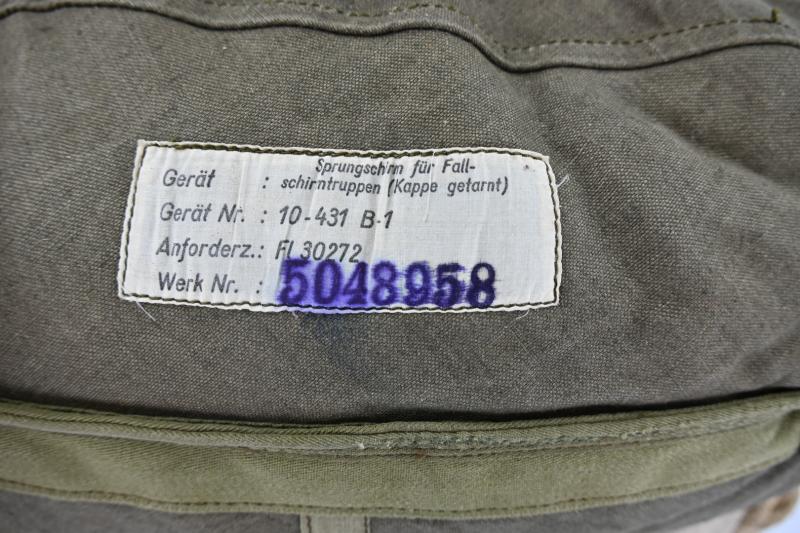 Gerät : Sprungschirm für Fall-
schirmtruppen (Kappe getarnt)
Gerät Nr. : 10-431 B-1
Anforderz.: Fl 30272
Werk Nr. : 5048958